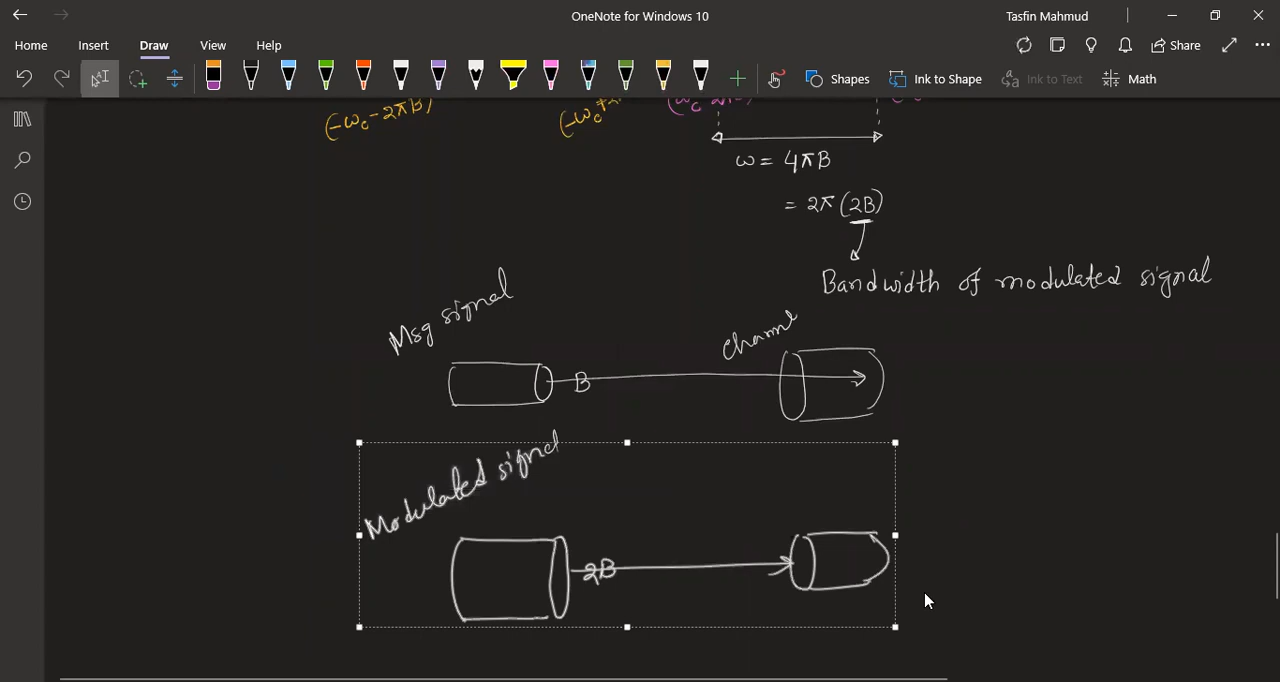 OneNote for Windows 10
Tasfin Mahmud
Home Insert Draw View Help
Share
Shapes
Ink to Shape
Ink to Text
Math
(-ωc-2πB)
ω = 4πB
= 2π (2B)
Bandwidth of modulated signal
Msg signal
Channel
B
Modulated signal
2B